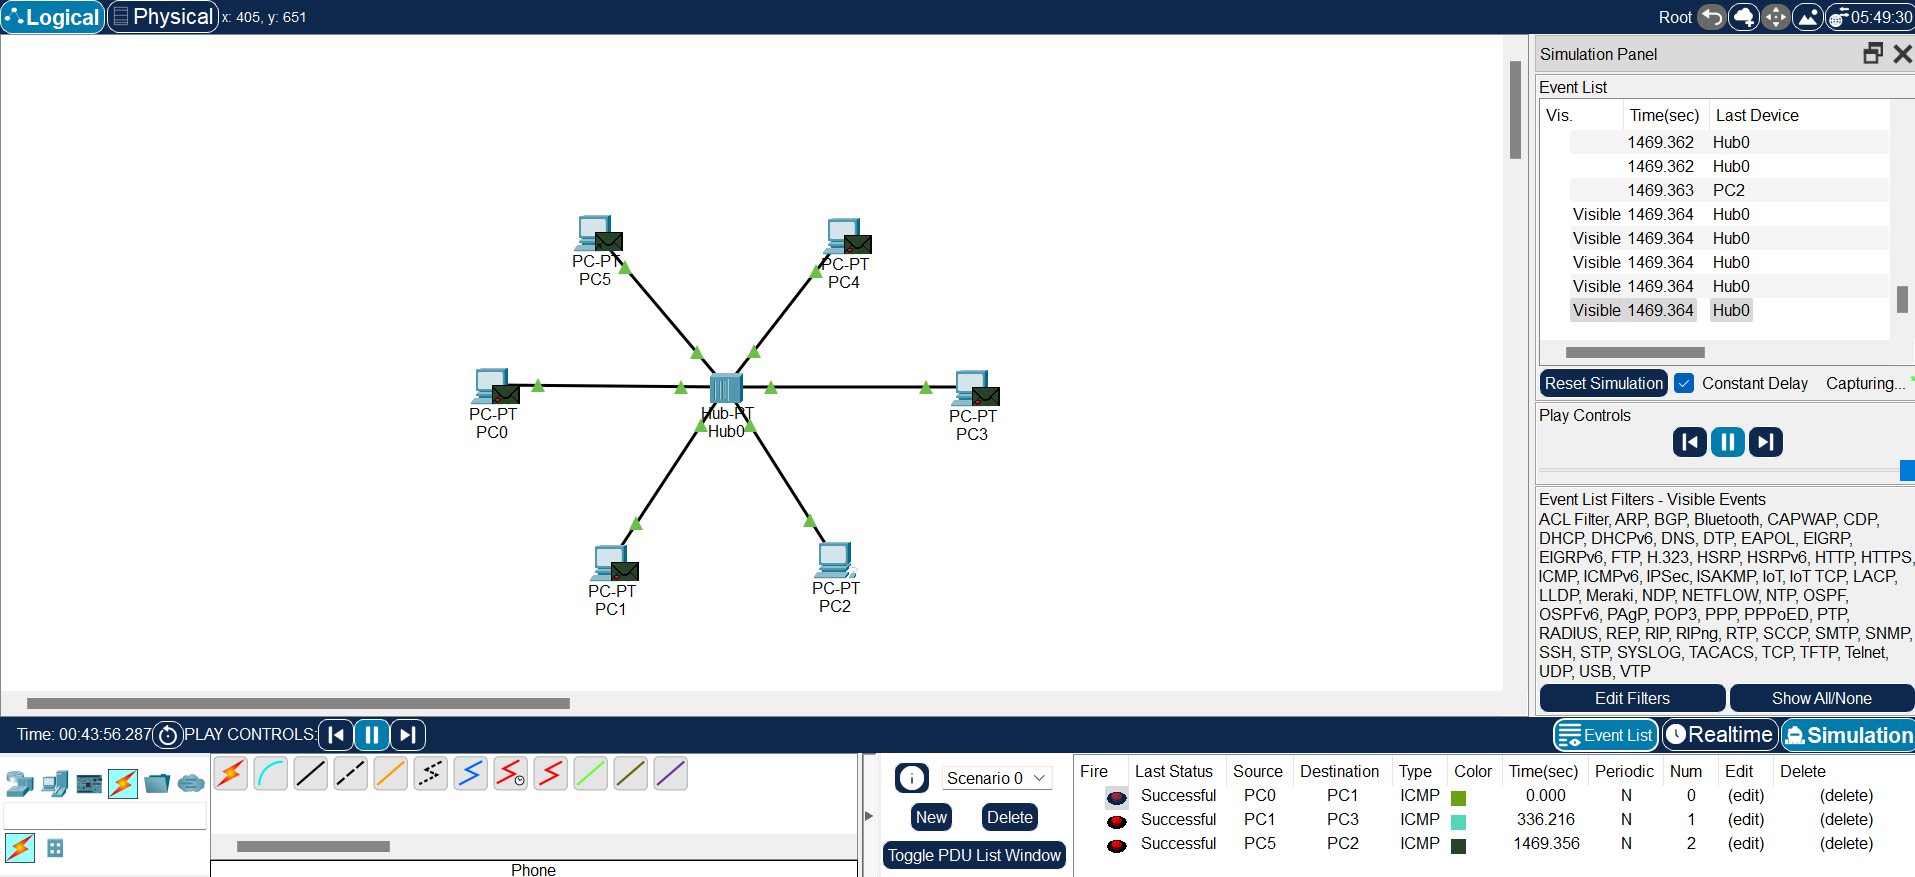 Logical Physical x: 405, y: 651 Root 05:49:30
Simulation Panel
Event List
Vis. Time(sec) Last Device
1469.362 Hub0
1469.362 Hub0
1469.363 PC2
Visible 1469.364 Hub0
Visible 1469.364 Hub0
Visible 1469.364 Hub0
Visible 1469.364 Hub0
Visible 1469.364 Hub0
Reset Simulation Constant Delay Capturing...
Play Controls
Event List Filters - Visible Events
ACL Filter, ARP, BGP, Bluetooth, CAPWAP, CDP,
DHCP, DHCPv6, DNS, DTP, EAPOL, EIGRP,
EIGRPv6, FTP, H.323, HSRP, HSRPv6, HTTP, HTTPS,
ICMP, ICMPv6, IPSec, ISAKMP, IoT, IoT TCP, LACP,
LLDP, Meraki, NDP, NETFLOW, NTP, OSPF,
OSPFv6, PAgP, POP3, PPP, PPPoED, PTP,
RADIUS, REP, RIP, RIPng, RTP, SCCP, SMTP, SNMP,
SSH, STP, SYSLOG, TACACS, TCP, TFTP, Telnet,
UDP, USB, VTP
Edit Filters Show All/None
PC-PT
PC5
PC-PT
PC4
PC-PT
PC0
Hub-PT
Hub0
PC-PT
PC3
PC-PT
PC1
PC-PT
PC2
Time: 00:43:56.287 PLAY CONTROLS: Event List Realtime Simulation
Phone
Scenario 0
New Delete
Toggle PDU List Window
Fire Last Status Source Destination Type Color Time(sec) Periodic Num Edit Delete
Successful PC0 PC1 ICMP 0.000 N 0 (edit) (delete)
Successful PC1 PC3 ICMP 336.216 N 1 (edit) (delete)
Successful PC5 PC2 ICMP 1469.356 N 2 (edit) (delete)